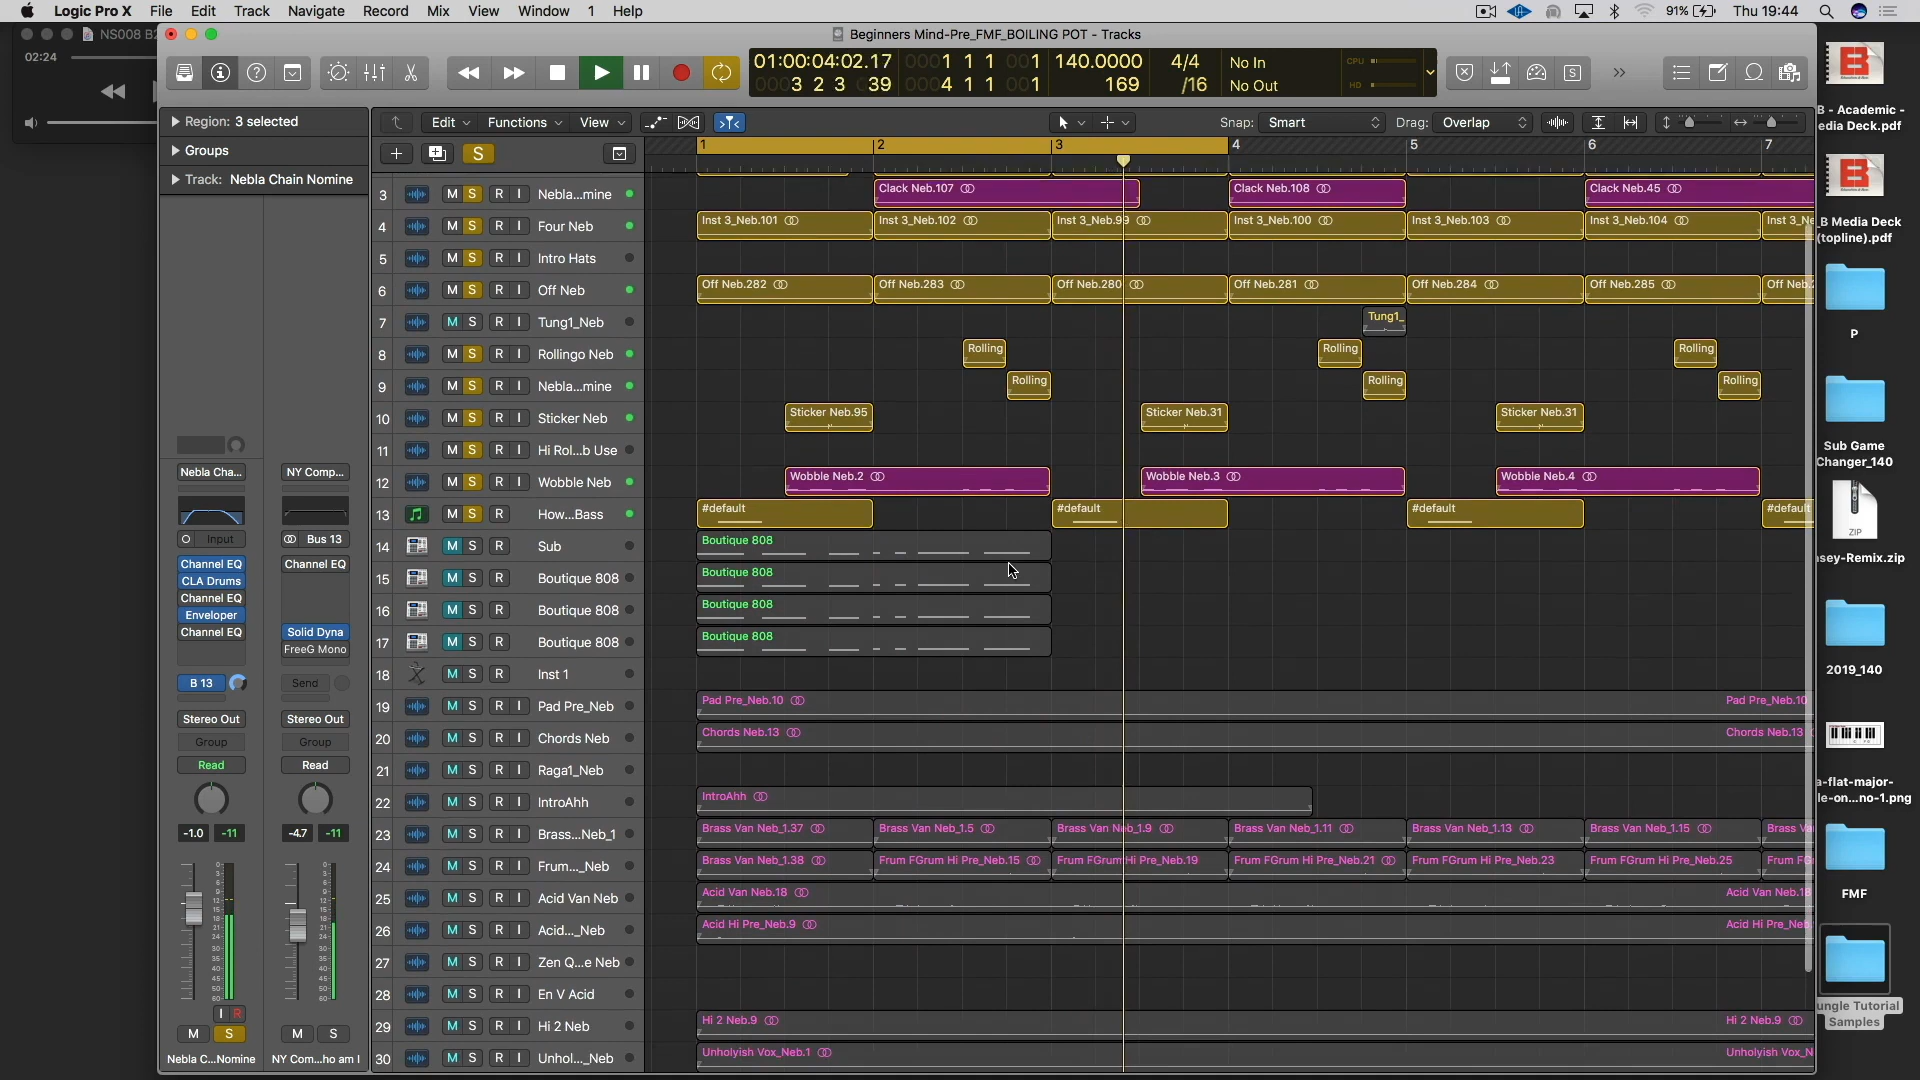 Logic Pro X File Edit Track Navigate Record Mix View Window 1 Help
91% Thu 19:44
NS008 B
02:24
Beginners Mind-Pre_FMF_BOILING POT - Tracks
01:00:04:02.17
3 2 3 39
1 1 1
4 1 1
140.0000
169
4/4
/16
No In
No Out
CPU
HD
Region: 3 selected
Groups
Track: Nebla Chain Nomine
Edit Functions View
Snap: Smart
Drag: Overlap
1 2 3 4 5 6 7
3 M S R I Nebla...mine
Clack Neb.107 Clack Neb.108 Clack Neb.45
4 M S R I Four Neb
Inst 3_Neb.101 Inst 3_Neb.102 Inst 3_Neb.99 Inst 3_Neb.100 Inst 3_Neb.103 Inst 3_Neb.104 Inst 3_Ne
5 M S R I Intro Hats
6 M S R I Off Neb
Off Neb.282 Off Neb.283 Off Neb.280 Off Neb.281 Off Neb.284 Off Neb.285 Off Neb.
7 M S R I Tung1_Neb
Tung1_
8 M S R I Rollingo Neb
Rolling Rolling Rolling
9 M S R I Nebla...mine
Rolling Rolling Rolling
10 M S R I Sticker Neb
Sticker Neb.95 Sticker Neb.31 Sticker Neb.31
11 M S R I Hi Rol...b Use
12 M S R I Wobble Neb
Wobble Neb.2 Wobble Neb.3 Wobble Neb.4
13 M S R How...Bass
#default #default #default #default
14 M S R Sub
Boutique 808
15 M S R Boutique 808
Boutique 808
16 M S R Boutique 808
Boutique 808
17 M S R Boutique 808
Boutique 808
18 M S R Inst 1
19 M S R I Pad Pre_Neb
Pad Pre_Neb.10 Pad Pre_Neb.10
20 M S R I Chords Neb
Chords Neb.13 Chords Neb.13
21 M S R I Raga1_Neb
22 M S R I IntroAhh
IntroAhh
23 M S R I Brass...Neb_1
Brass Van Neb_1.37 Brass Van Neb_1.5 Brass Van Neb_1.9 Brass Van Neb_1.11 Brass Van Neb_1.13 Brass Van Neb_1.15 Brass Va
24 M S R I Frum..._Neb
Brass Van Neb_1.38 Frum FGrum Hi Pre_Neb.15 Frum FGrum Hi Pre_Neb.19 Frum FGrum Hi Pre_Neb.21 Frum FGrum Hi Pre_Neb.23 Frum FGrum Hi Pre_Neb.25 Frum FG
25 M S R I Acid Van Neb
Acid Van Neb.18 Acid Van Neb.18
26 M S R I Acid..._Neb
Acid Hi Pre_Neb.9 Acid Hi Pre_Neb
27 M S R I Zen Q...e Neb
28 M S R I En V Acid
29 M S R I Hi 2 Neb
Hi 2 Neb.9 Hi 2 Neb.9
30 M S R I Unhol..._Neb
Unholyish Vox_Neb.1 Unholyish Vox_N
Nebla Cha... NY Comp...
Input Bus 13
Channel EQ Channel EQ
CLA Drums
Channel EQ
Enveloper
Channel EQ Solid Dyna
FreeG Mono
B 13 Send
Stereo Out Stereo Out
Group Group
Read Read
-1.0 -11 -4.7 -11
I R
M S M S
Nebla C...Nomine NY Com...ho am I
B - Academic -
edia Deck.pdf
B Media Deck
(topline).pdf
P
Sub Game
Changer_140
ZIP
sey-Remix.zip
2019_140
a-flat-major-
le-on...no-1.png
FMF
ungle Tutorial
Samples